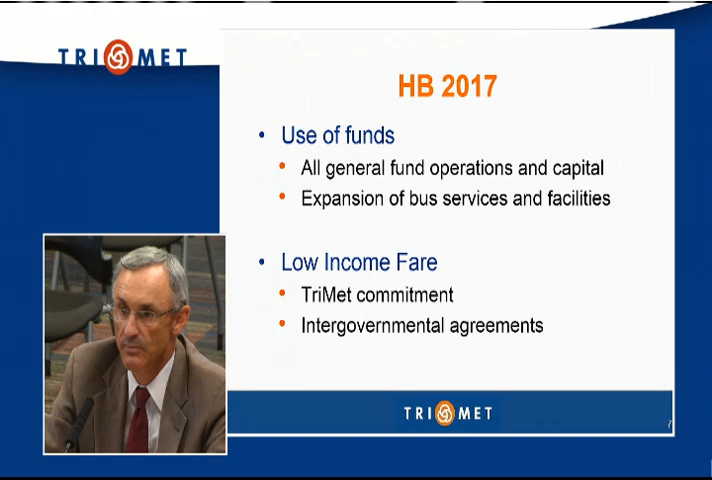 TRIMET
HB 2017
• Use of funds
• All general fund operations and capital
• Expansion of bus services and facilities
• Low Income Fare
• TriMet commitment
• Intergovernmental agreements
TRIMET
7